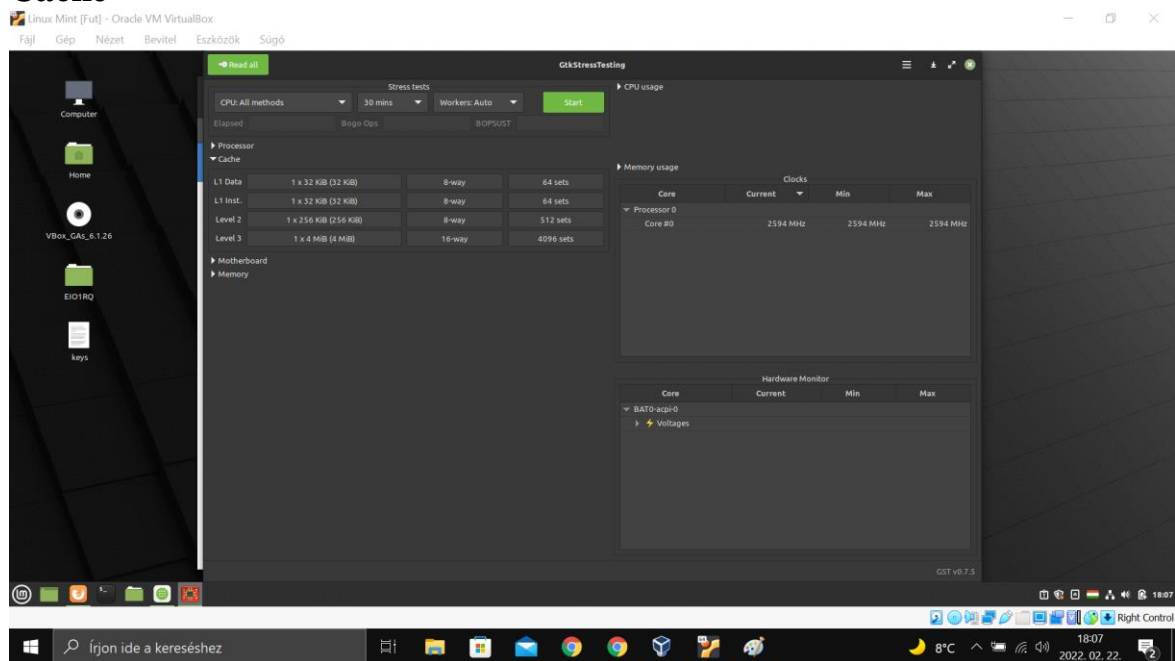 Cache
Linux Mint [Fut] - Oracle VM VirtualBox
Fájl Gép Nézet Bevitel Eszközök Súgó
Read all
GtkStressTesting
Stress tests
CPU: All methods 30 mins Workers: Auto Start
Elapsed Bogo Ops BOPSUST
Processor
Cache
L1 Data 1 x 32 KiB (32 KiB) 8-way 64 sets
L1 Inst. 1 x 32 KiB (32 KiB) 8-way 64 sets
Level 2 1 x 256 KiB (256 KiB) 8-way 512 sets
Level 3 1 x 4 MiB (4 MiB) 16-way 4096 sets
Motherboard
Memory
CPU usage
Memory usage
Clocks
Core Current Min Max
Processor 0
Core #0 2594 MHz 2594 MHz 2594 MHz
Hardware Monitor
Core Current Min Max
BAT0-acpi-0
Voltages
GST v0.7.5
Computer
Home
VBox_GAs_6.1.26
EIO1RQ
keys
18:07
Right Control
Írjon ide a kereséshez
8°C
18:07
2022. 02. 22.
2